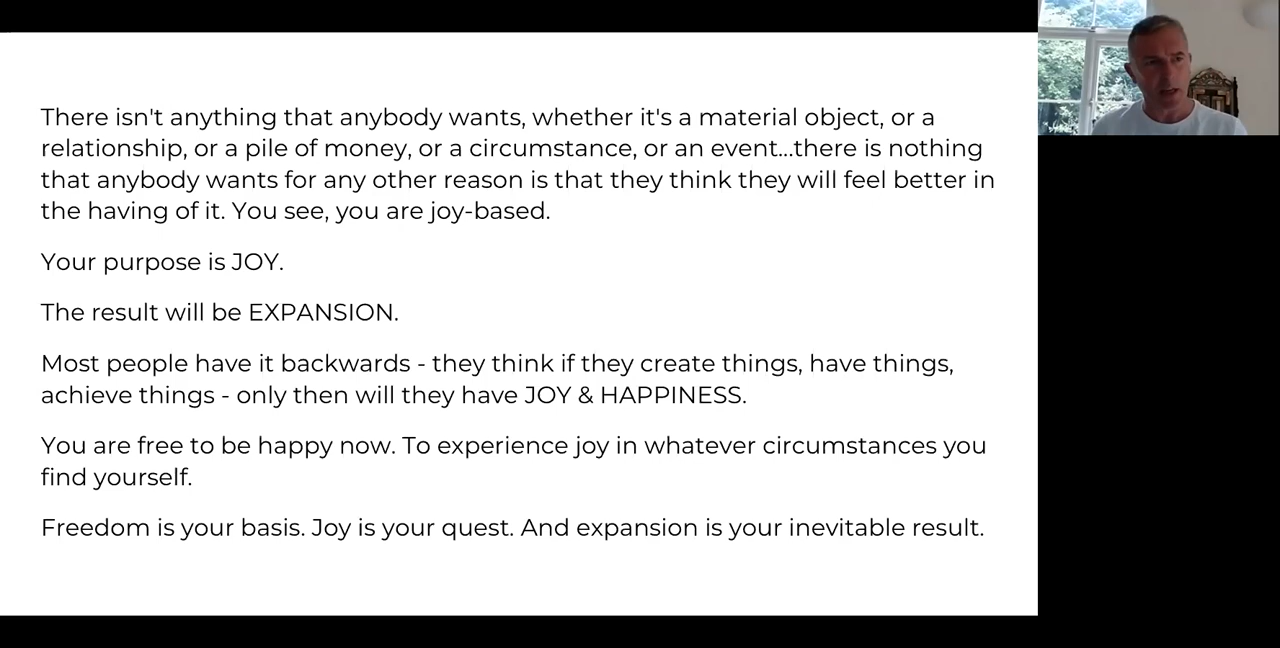 There isn't anything that anybody wants, whether it's a material object, or a
relationship, or a pile of money, or a circumstance, or an event...there is nothing
that anybody wants for any other reason is that they think they will feel better in
the having of it. You see, you are joy-based.
Your purpose is JOY.
The result will be EXPANSION.
Most people have it backwards - they think if they create things, have things,
achieve things - only then will they have JOY & HAPPINESS.
You are free to be happy now. To experience joy in whatever circumstances you
find yourself.
Freedom is your basis. Joy is your quest. And expansion is your inevitable result.